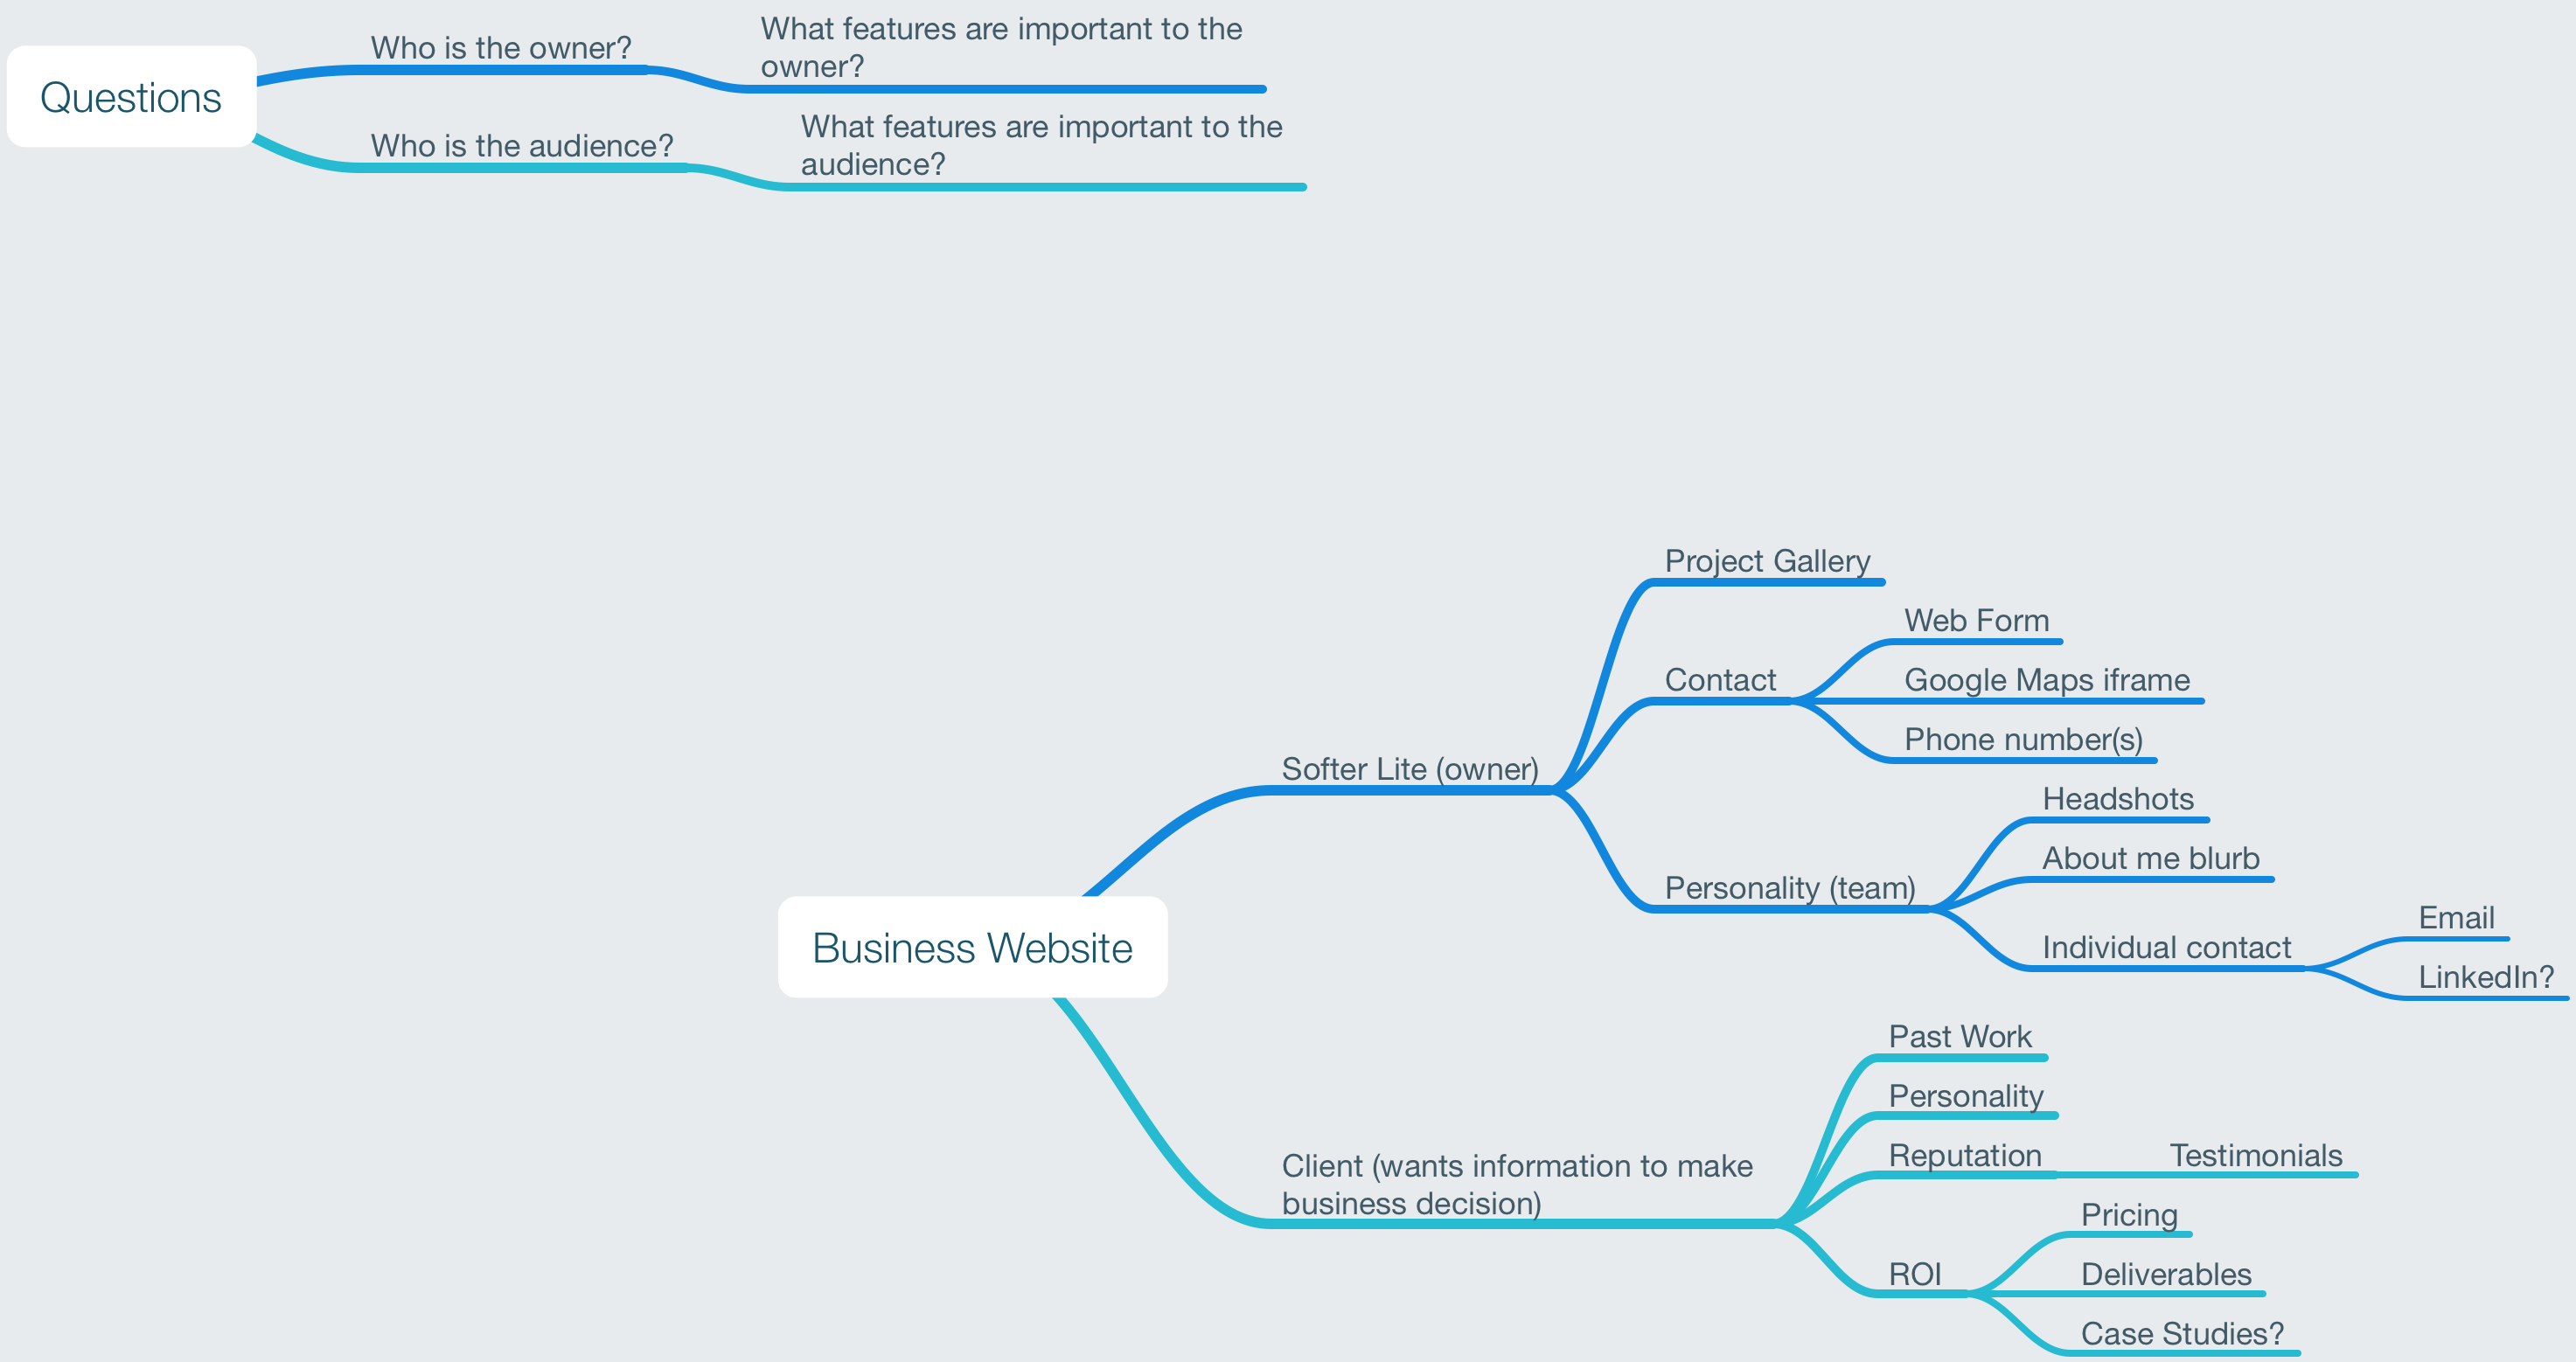 Questions
Who is the owner?
What features are important to the
owner?
Who is the audience?
What features are important to the
audience?
Business Website
Softer Lite (owner)
Project Gallery
Contact
Web Form
Google Maps iframe
Phone number(s)
Personality (team)
Headshots
About me blurb
Individual contact
Email
LinkedIn?
Client (wants information to make
business decision)
Past Work
Personality
Reputation
Testimonials
ROI
Pricing
Deliverables
Case Studies?